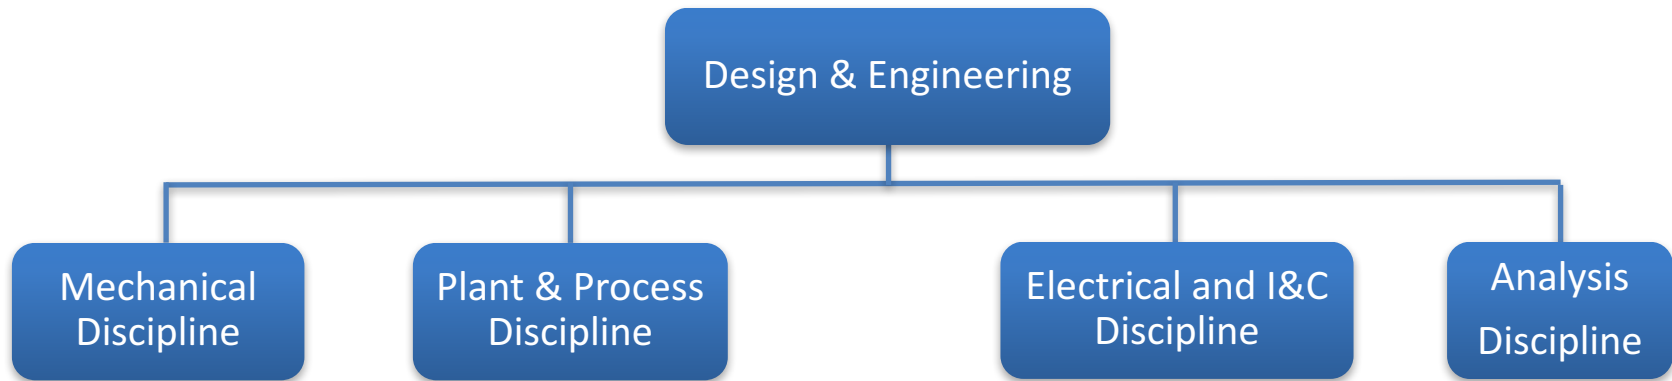 Design & Engineering
Mechanical
Discipline
Plant & Process
Discipline
Electrical and I&C
Discipline
Analysis
Discipline